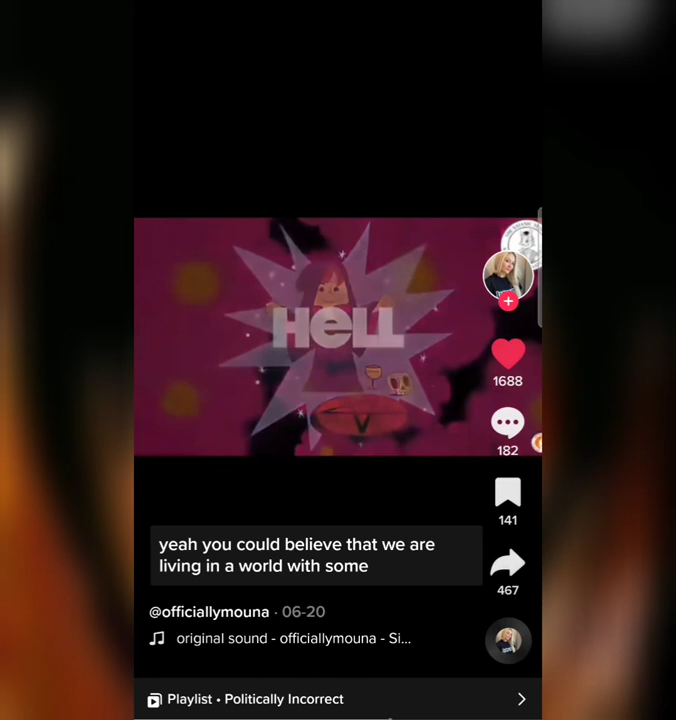 HeLL
1688
182
141
yeah you could believe that we are
living in a world with some
467
@officiallymouna · 06-20
original sound - officiallymouna - Si...
Playlist • Politically Incorrect